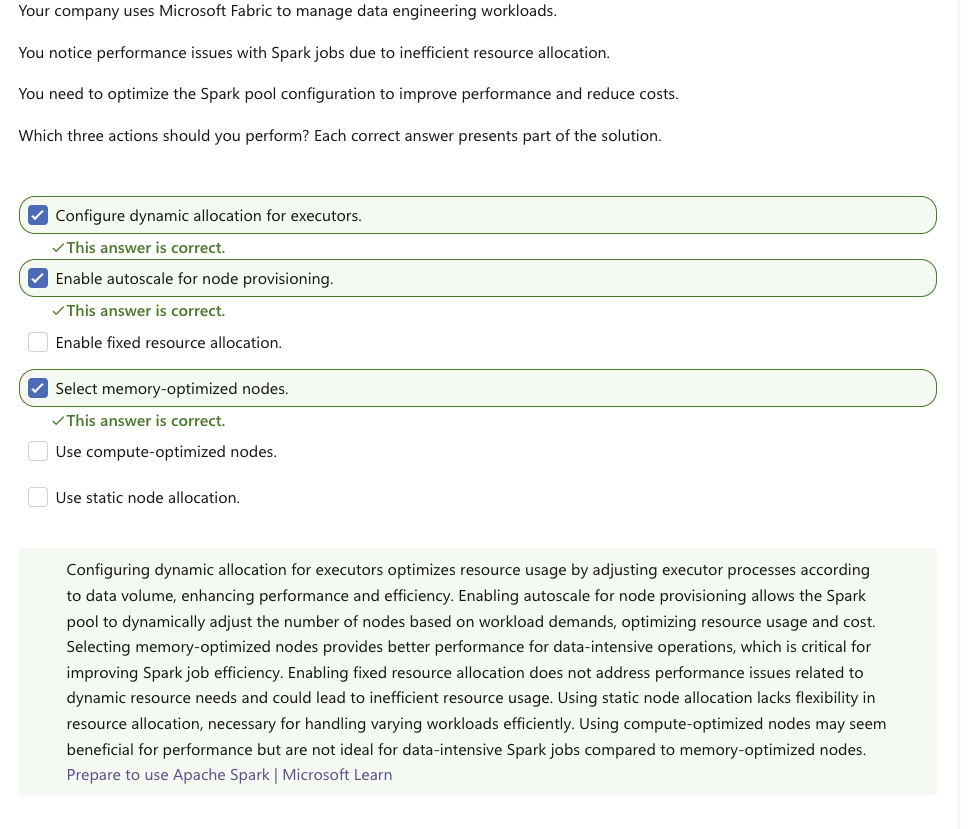 Your company uses Microsoft Fabric to manage data engineering workloads.
You notice performance issues with Spark jobs due to inefficient resource allocation.
You need to optimize the Spark pool configuration to improve performance and reduce costs.
Which three actions should you perform? Each correct answer presents part of the solution.
Configure dynamic allocation for executors.
This answer is correct.
Enable autoscale for node provisioning.
This answer is correct.
Enable fixed resource allocation.
Select memory-optimized nodes.
This answer is correct.
Use compute-optimized nodes.
Use static node allocation.
Configuring dynamic allocation for executors optimizes resource usage by adjusting executor processes according
to data volume, enhancing performance and efficiency. Enabling autoscale for node provisioning allows the Spark
pool to dynamically adjust the number of nodes based on workload demands, optimizing resource usage and cost.
Selecting memory-optimized nodes provides better performance for data-intensive operations, which is critical for
improving Spark job efficiency. Enabling fixed resource allocation does not address performance issues related to
dynamic resource needs and could lead to inefficient resource usage. Using static node allocation lacks flexibility in
resource allocation, necessary for handling varying workloads efficiently. Using compute-optimized nodes may seem
beneficial for performance but are not ideal for data-intensive Spark jobs compared to memory-optimized nodes.
Prepare to use Apache Spark | Microsoft Learn